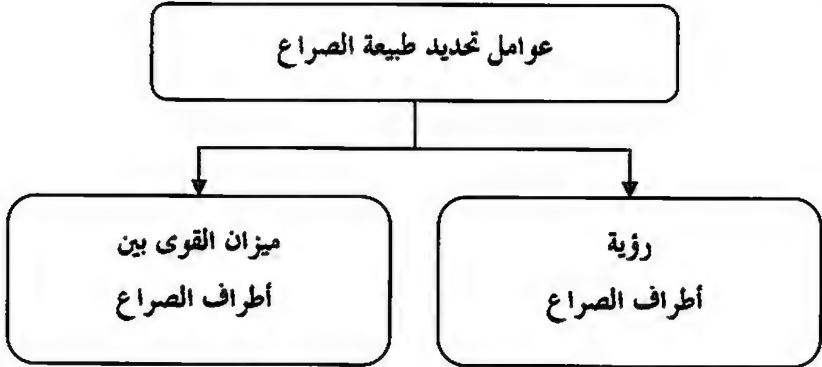 عوامل تحديد طبيعة الصراع
رؤية
أطراف الصراع
ميزان القوى بين
أطراف الصراع